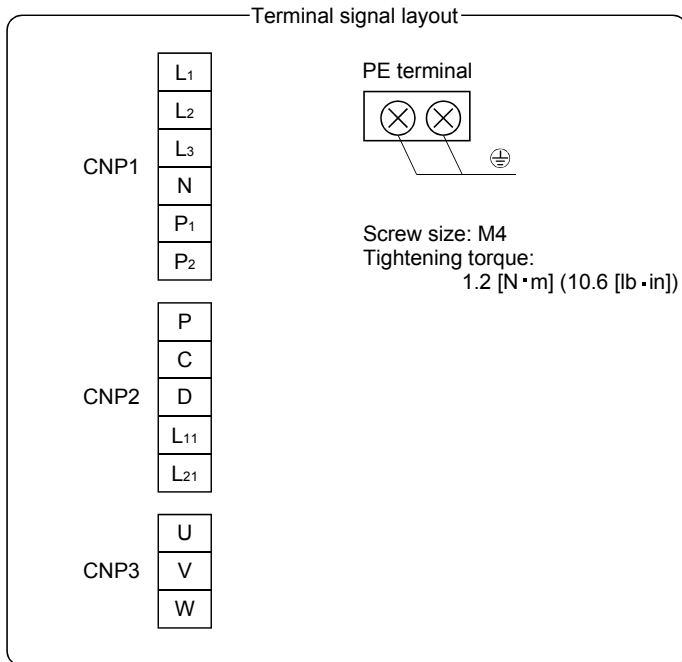 Terminal signal layout
CNP1
L1
L2
L3
N
P1
P2
CNP2
P
C
D
L11
L21
CNP3
U
V
W
PE terminal
Screw size: M4
Tightening torque:
1.2 [N▪m] (10.6 [lb▪in])